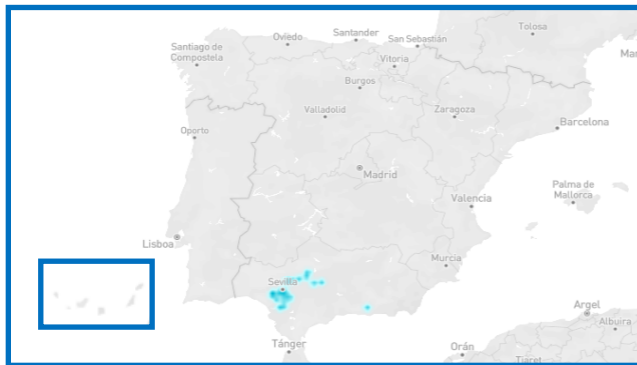 Tolosa
Oviedo
Santander
San Sebastián
Santiago de
Compostela
Vitoria
Burgos
Valladolid
Zaragoza
Oporto
Barcelona
Madrid
Palma de
Mallorca
Valencia
Lisboa
Murcia
Sevilla
Argel
Albuira
Tánger
Orán
Tiaret